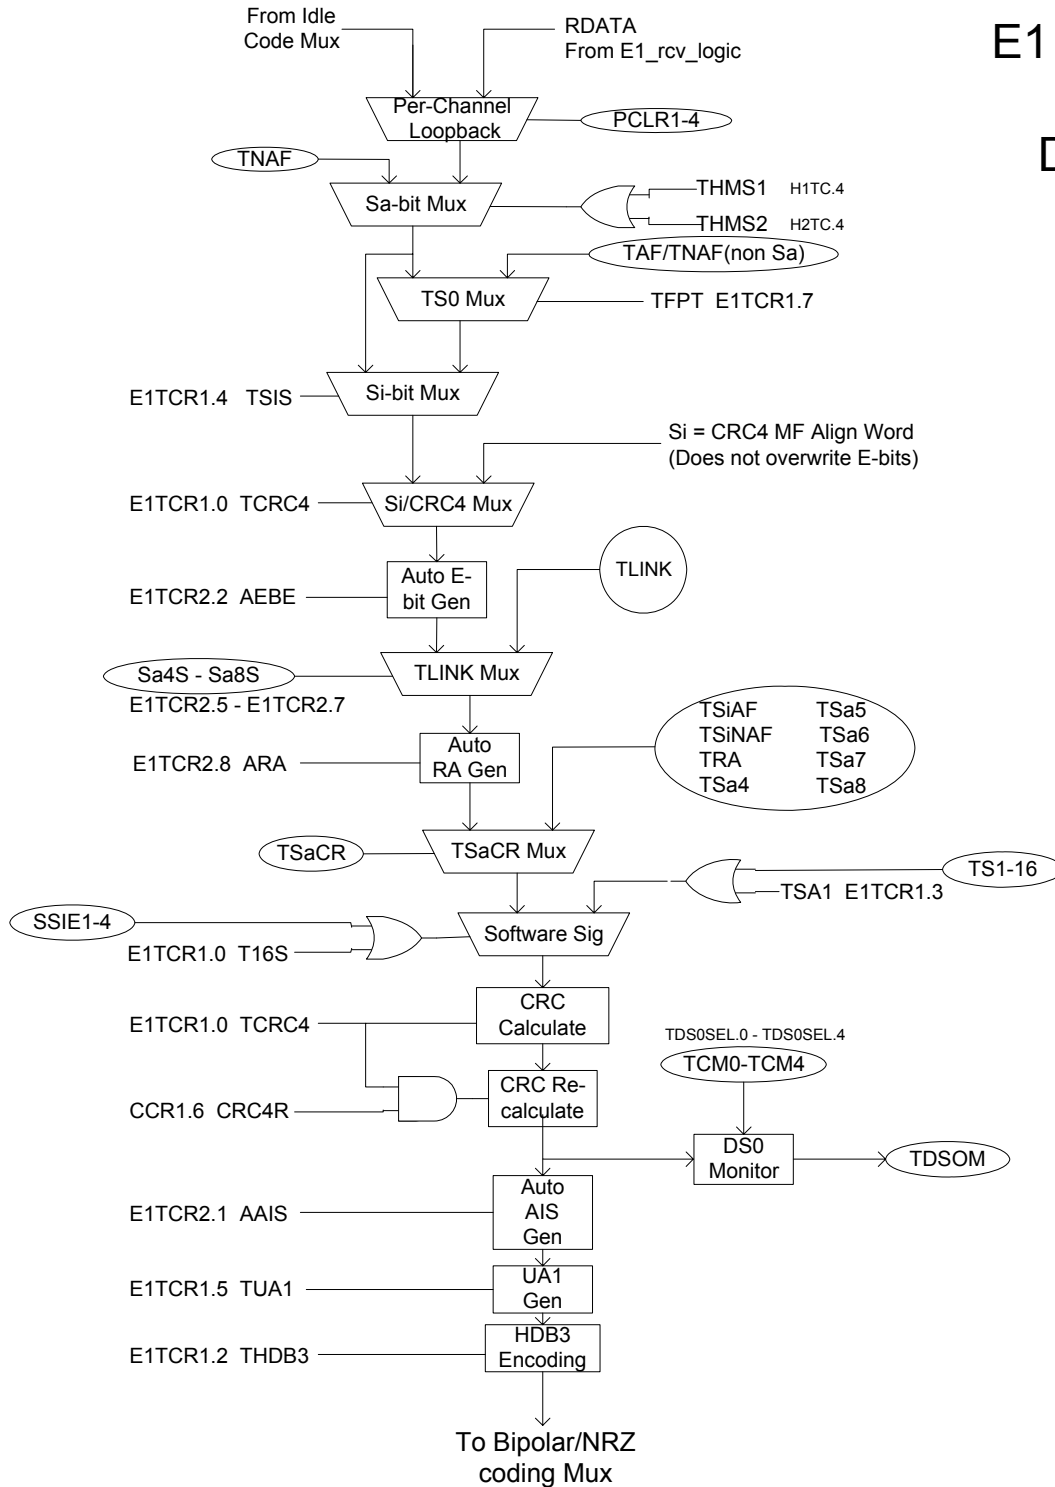 From Idle
Code Mux
RDATA
From E1_rcv_logic
E1
Per-Channel
Loopback
PCLR1-4
D
TNAF
Sa-bit Mux
THMS1 H1TC.4
THMS2 H2TC.4
TAF/TNAF(non Sa)
TS0 Mux
TFPT E1TCR1.7
E1TCR1.4 TSIS
Si-bit Mux
Si = CRC4 MF Align Word
(Does not overwrite E-bits)
E1TCR1.0 TCRC4
Si/CRC4 Mux
Auto E-
bit Gen
TLINK
E1TCR2.2 AEBE
Sa4S - Sa8S
TLINK Mux
E1TCR2.5 - E1TCR2.7
TSiAF TSa5
TSiNAF TSa6
TRA TSa7
TSa4 TSa8
Auto
RA Gen
E1TCR2.8 ARA
TSaCR
TSaCR Mux
TS1-16
TSA1 E1TCR1.3
SSIE1-4
Software Sig
E1TCR1.0 T16S
CRC
Calculate
E1TCR1.0 TCRC4
TDS0SEL.0 - TDS0SEL.4
TCM0-TCM4
CRC Re-
calculate
CCR1.6 CRC4R
DS0
Monitor
TDSOM
Auto
AIS
Gen
E1TCR2.1 AAIS
UA1
Gen
E1TCR1.5 TUA1
HDB3
Encoding
E1TCR1.2 THDB3
To Bipolar/NRZ
coding Mux